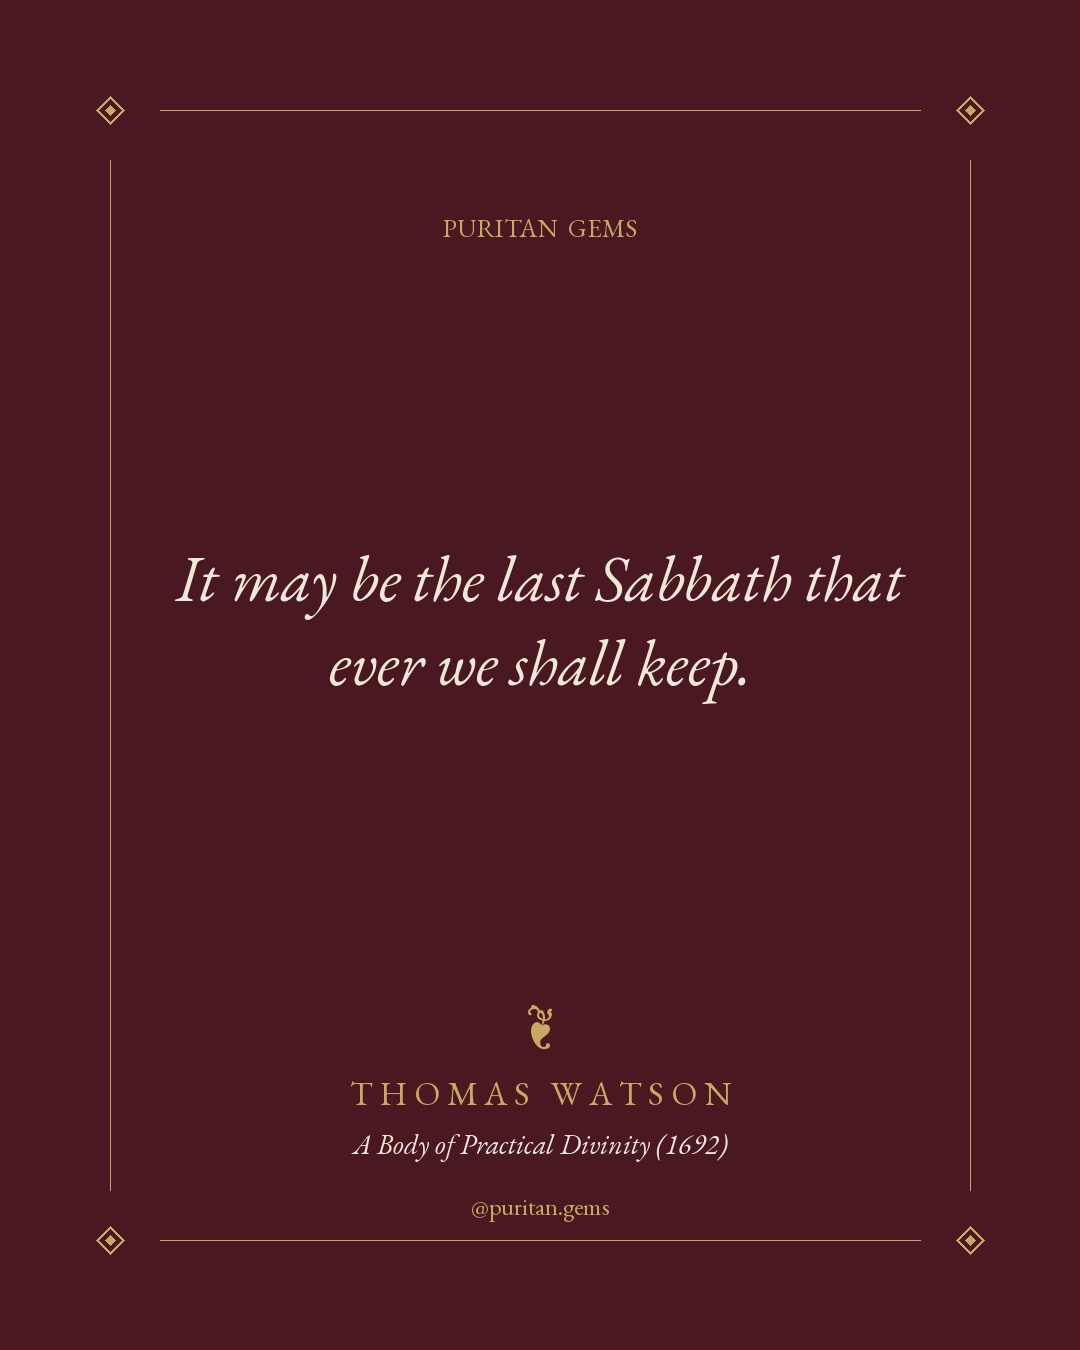 PURITAN GEMS
It may be the last Sabbath that
ever we shall keep.
THOMAS WATSON
A Body of Practical Divinity (1692)
@puritan.gems